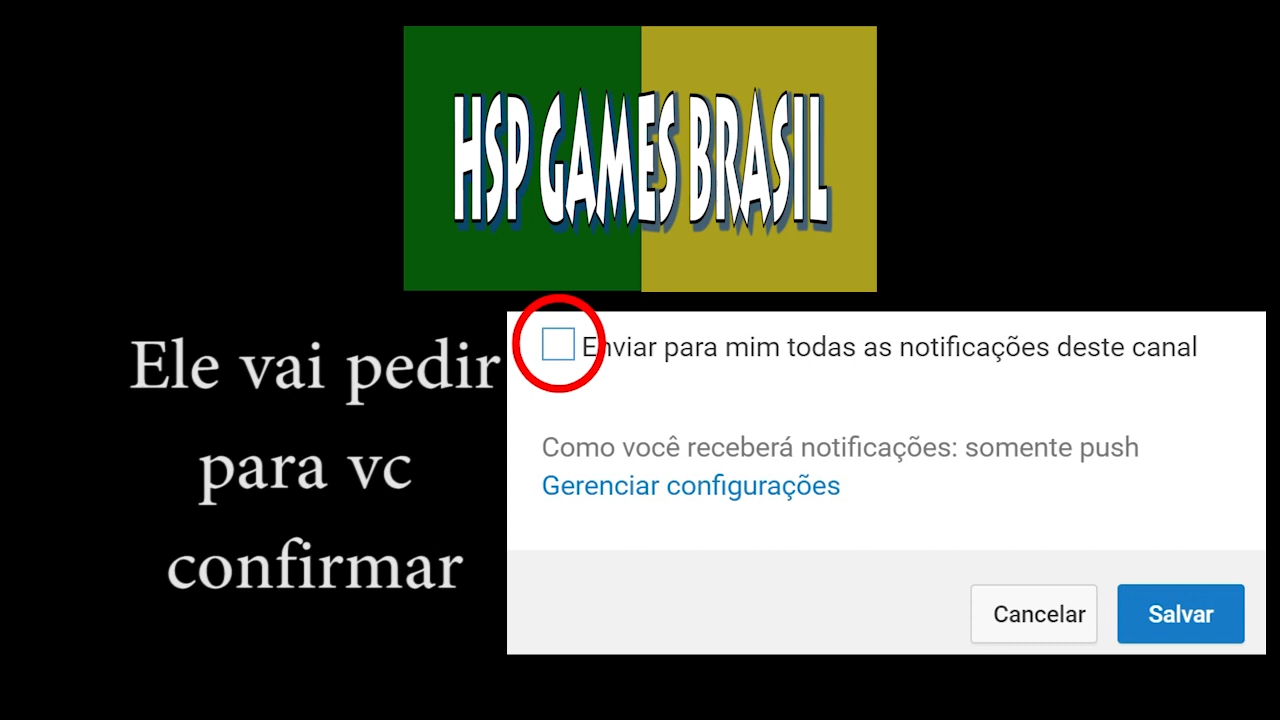 HSP GAMES BRASIL
Ele vai pedir
para vc
confirmar
Enviar para mim todas as notificações deste canal
Como você receberá notificações: somente push
Gerenciar configurações
Cancelar
Salvar